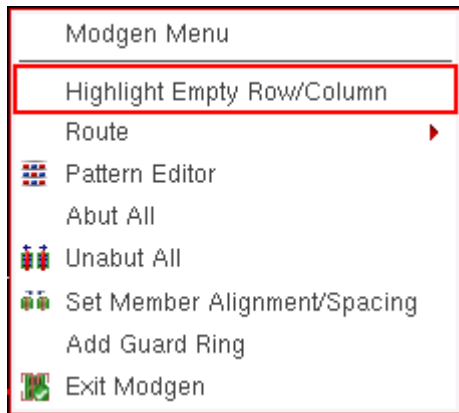 Modgen Menu
Highlight Empty Row/Column
Route
Pattern Editor
Abut All
Unabut All
Set Member Alignment/Spacing
Add Guard Ring
Exit Modgen